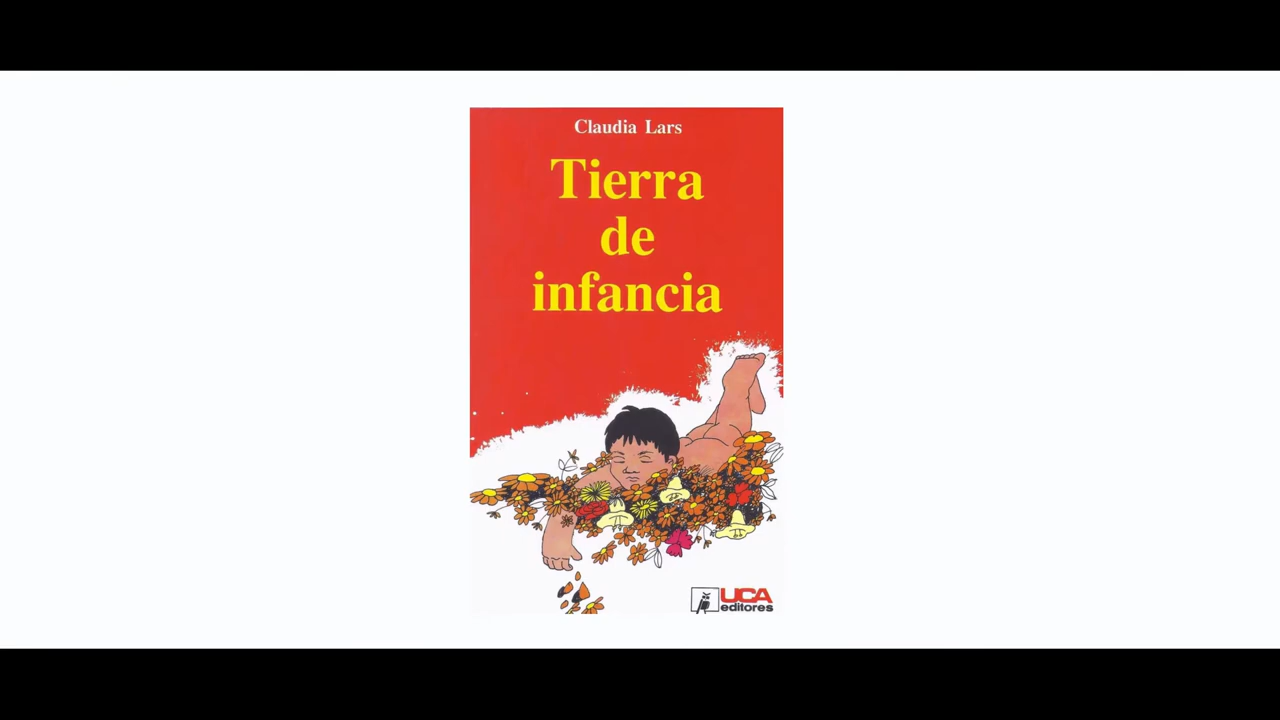 Claudia Lars
Tierra
de
infancia
UCA
editores